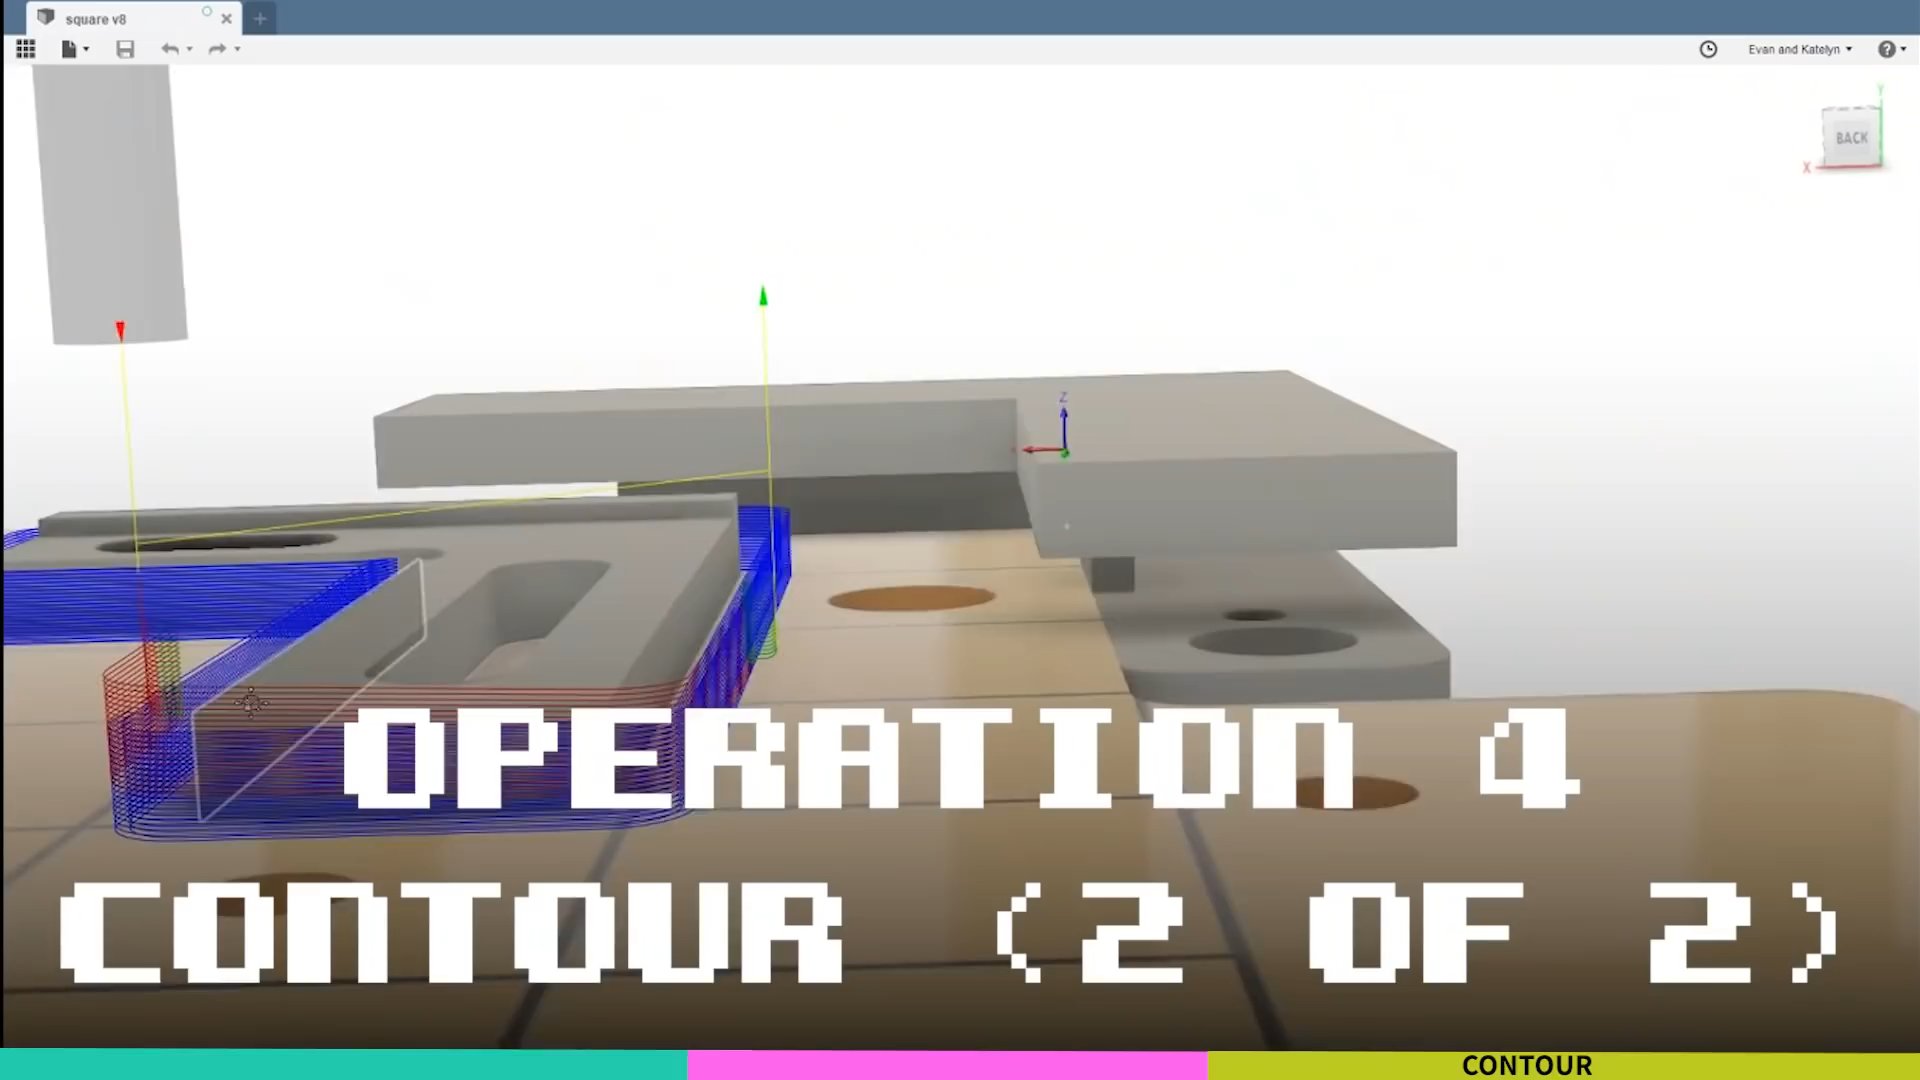 square v8
Evan and Katelyn
?
Y
BACK
X
Z
OPERATION 4
CONTOUR (2 OF 2)
CONTOUR